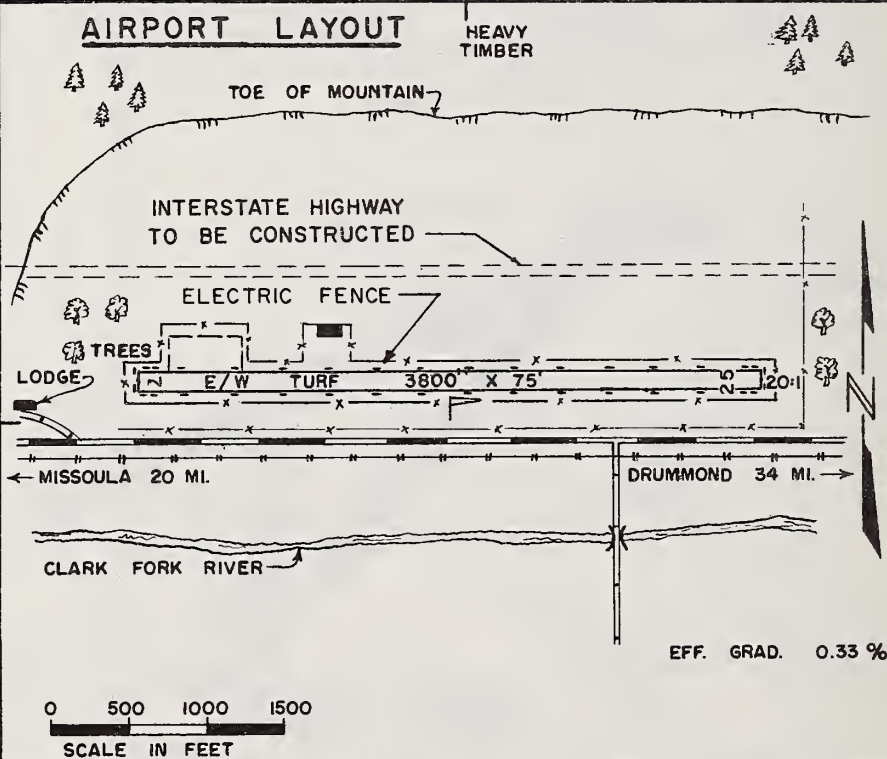 AIRPORT LAYOUT
HEAVY
TIMBER
TOE OF MOUNTAIN
INTERSTATE HIGHWAY
TO BE CONSTRUCTED
ELECTRIC FENCE
TREES
LODGE
7 E/W TURF 3800' X 75' 25 20:1
N
MISSOULA 20 MI.
DRUMMOND 34 MI.
CLARK FORK RIVER
EFF. GRAD. 0.33 %
0 500 1000 1500
SCALE IN FEET